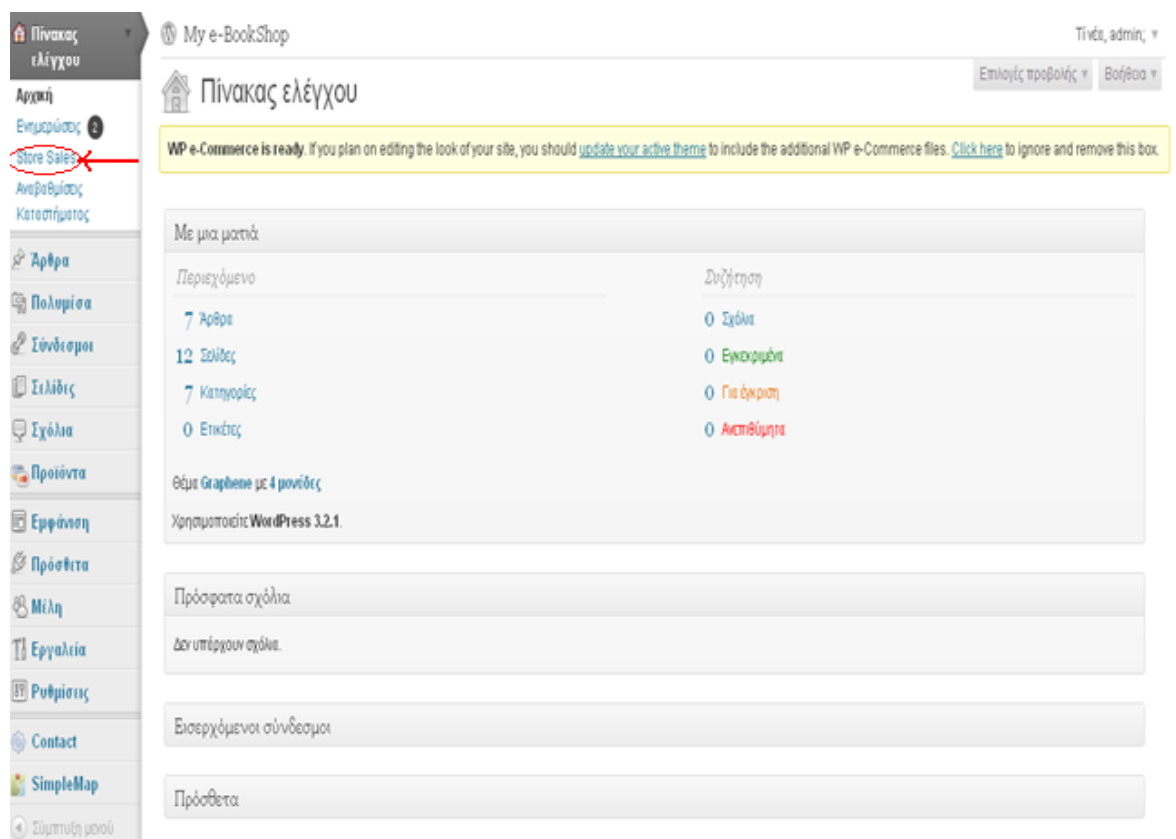 Πίνακας
ελέγχου
Αρχική
Ενημερώσεις 2
Store Sales
Αναβαθμίσεις
Καταστήματος
Άρθρα
Πολυμέσα
Σύνδεσμοι
Σελίδες
Σχόλια
Προϊόντα
Εμφάνιση
Πρόσθετα
Μέλη
Εργαλεία
Ρυθμίσεις
Contact
SimpleMap
Σύμπτυξη μενού
My e-BookShop
Τί νέα, admin;
Επιλογές προβολής
Βοήθεια
Πίνακας ελέγχου
WP e-Commerce is ready. If you plan on editing the look of your site, you should update your active theme to include the additional WP e-Commerce files. Click here to ignore and remove this box.
Με μια ματιά
Περιεχόμενο
7 Άρθρα
12 Σελίδες
7 Κατηγορίες
0 Ετικέτες
Συζήτηση
0 Σχόλια
0 Εγκεκριμένα
0 Για έγκριση
0 Ανεπιθύμητα
Θέμα Graphene με 4 μονάδες
Χρησιμοποιείτε WordPress 3.2.1.
Πρόσφατα σχόλια
Δεν υπάρχουν σχόλια.
Εισερχόμενοι σύνδεσμοι
Πρόσθετα